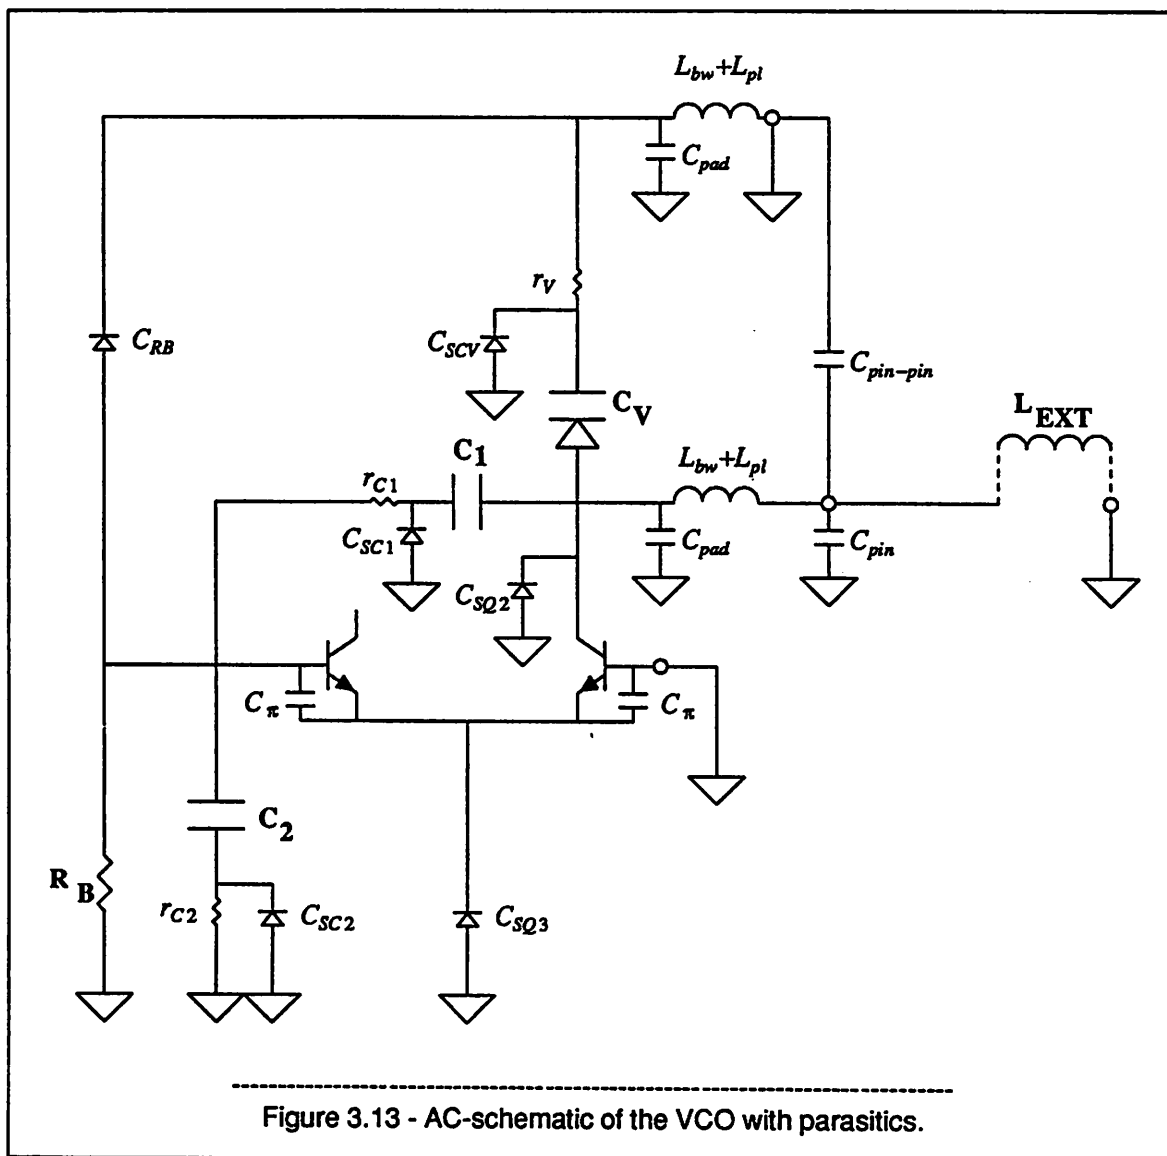 L_bw+L_pl
C_pad
r_V
C_RB
C_SCV
C_pin-pin
C_V
L_EXT
C_1
L_bw+L_pl
r_C1
C_SC1
C_pad
C_pin
C_SQ2
C_π
C_π
C_2
R_B
r_C2
C_SC2
C_SQ3
Figure 3.13 - AC-schematic of the VCO with parasitics.